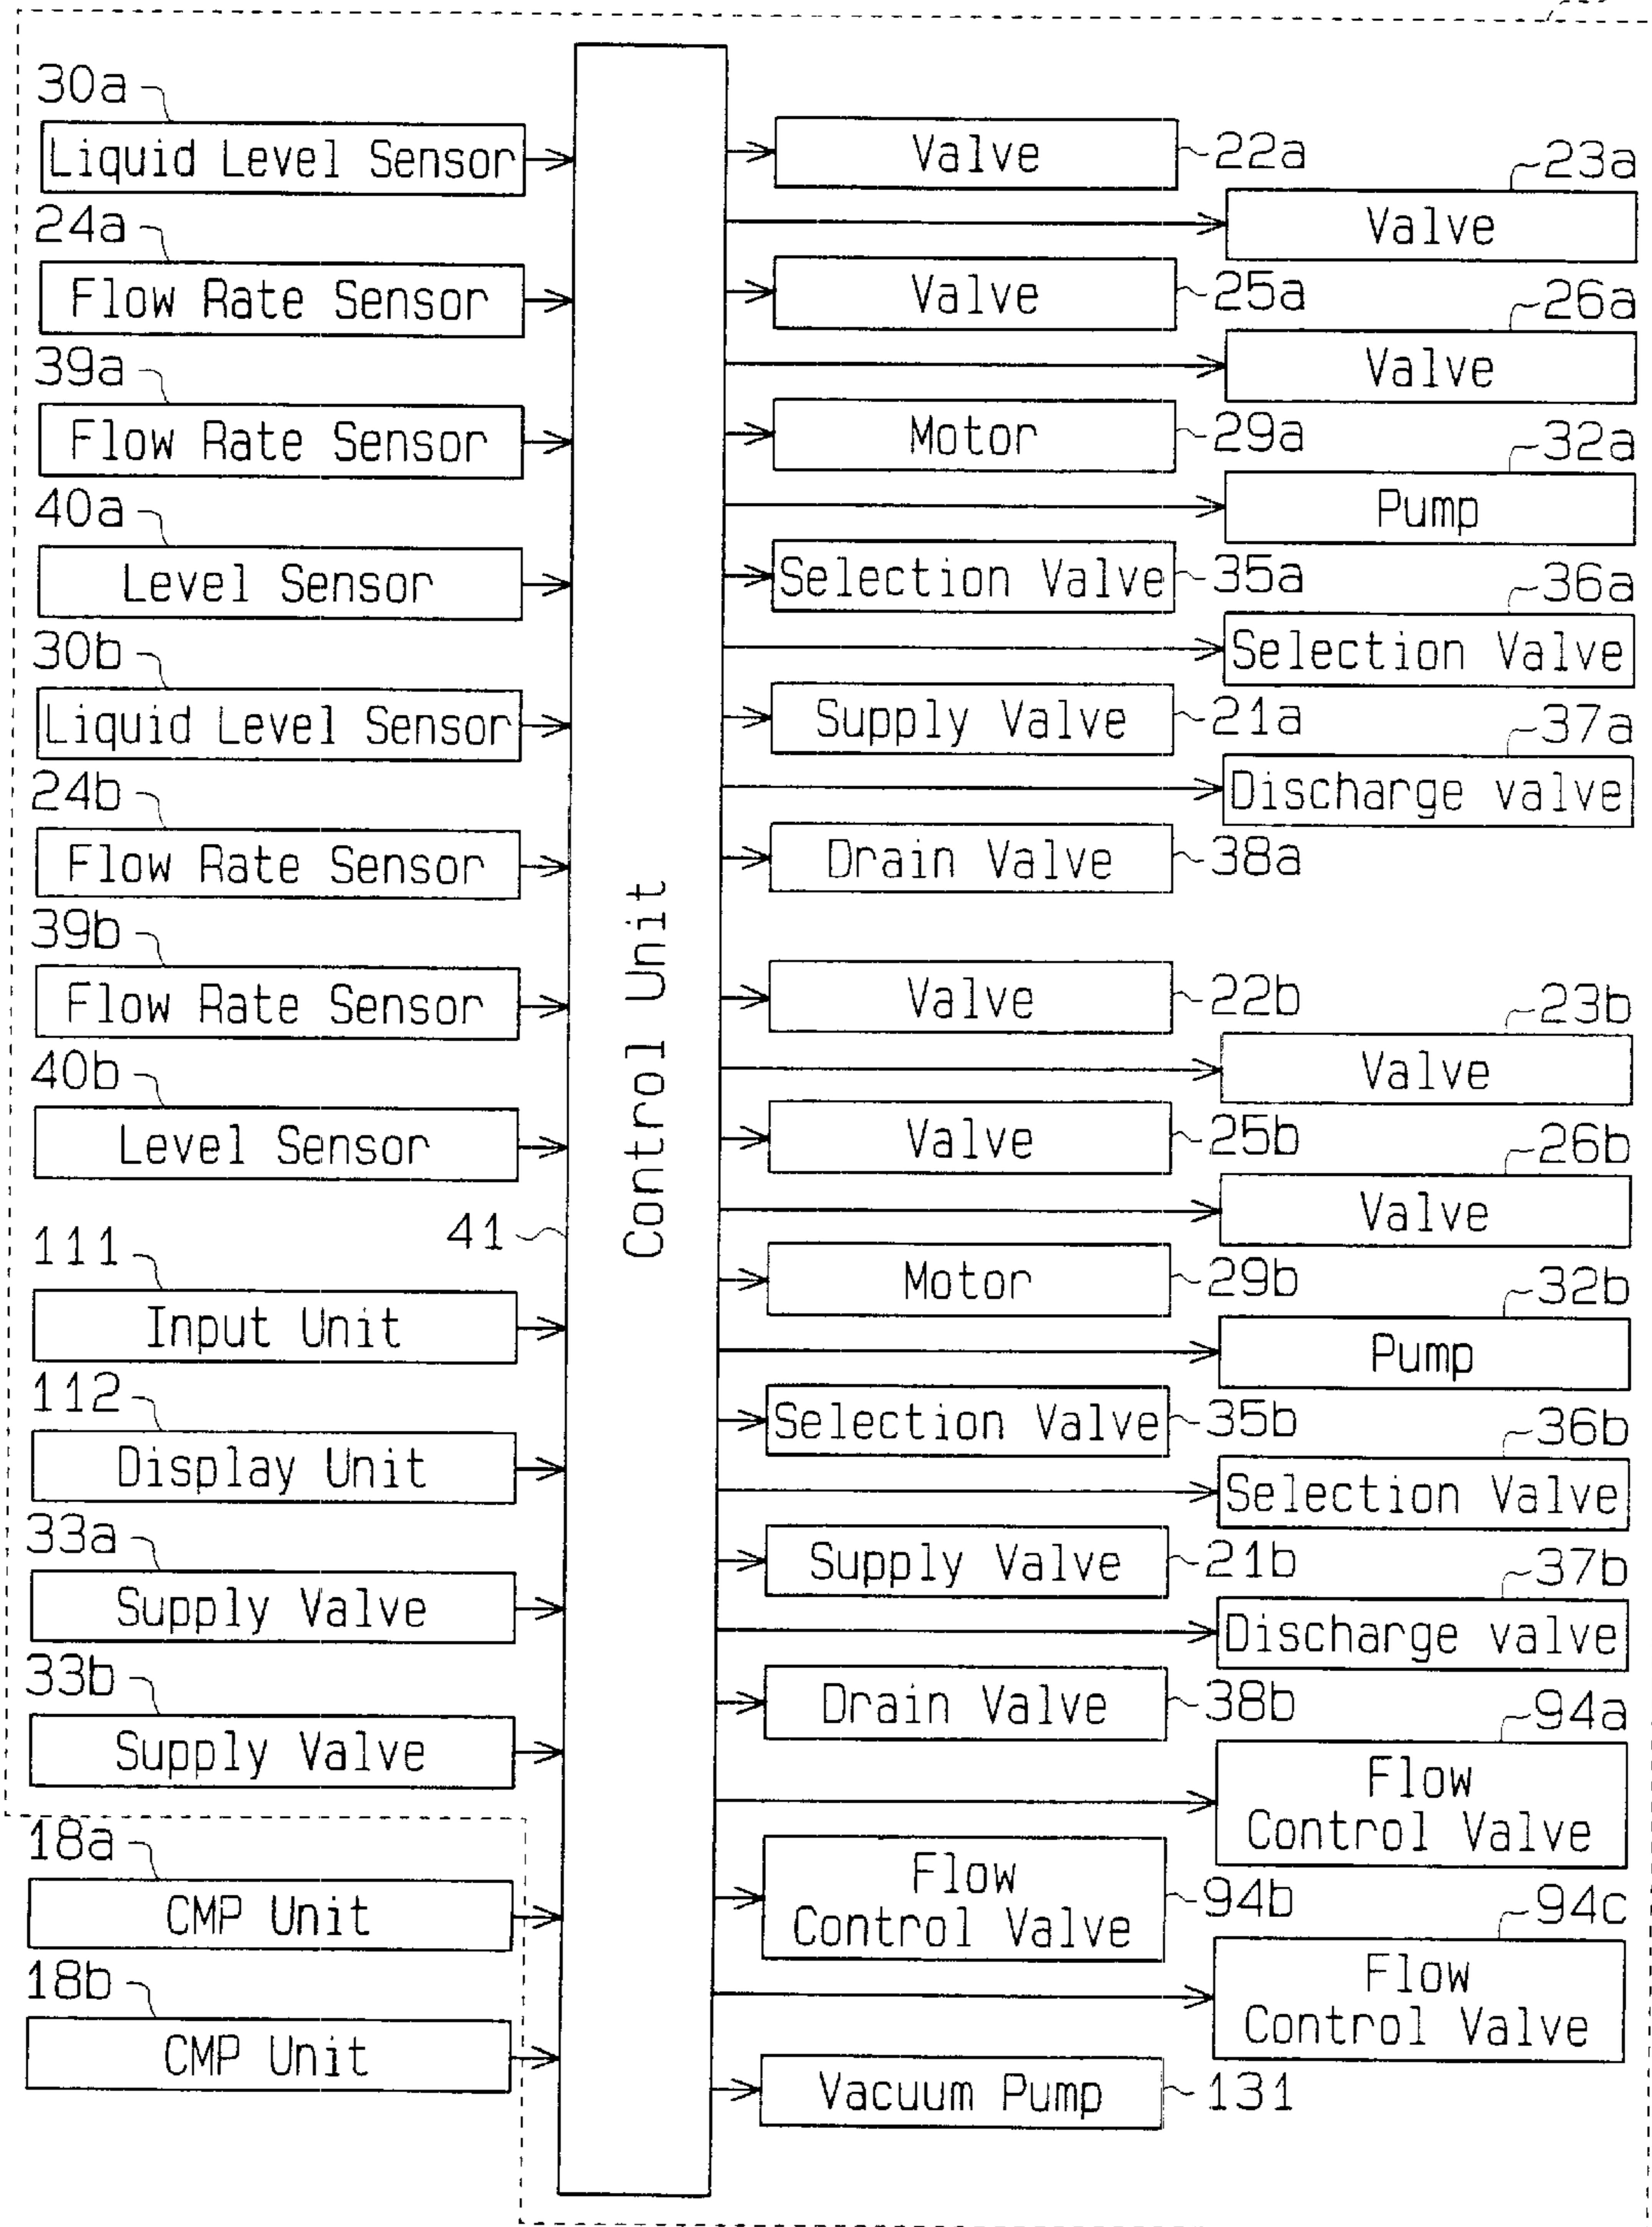 30a
Liquid Level Sensor
24a
Flow Rate Sensor
39a
Flow Rate Sensor
40a
Level Sensor
30b
Liquid Level Sensor
24b
Flow Rate Sensor
39b
Flow Rate Sensor
40b
Level Sensor
111
Input Unit
112
Display Unit
33a
Supply Valve
33b
Supply Valve
18a
CMP Unit
18b
CMP Unit
41
Control Unit
Valve
22a
23a
Valve
Valve
25a
26a
Valve
Motor
29a
32a
Pump
Selection Valve
35a
36a
Selection Valve
Supply Valve
21a
37a
Discharge valve
Drain Valve
38a
Valve
22b
23b
Valve
Valve
25b
26b
Valve
Motor
29b
32b
Pump
Selection Valve
35b
36b
Selection Valve
Supply Valve
21b
37b
Discharge valve
Drain Valve
38b
94a
Flow
Control Valve
Flow
Control Valve
94b
94c
Flow
Control Valve
Vacuum Pump
131